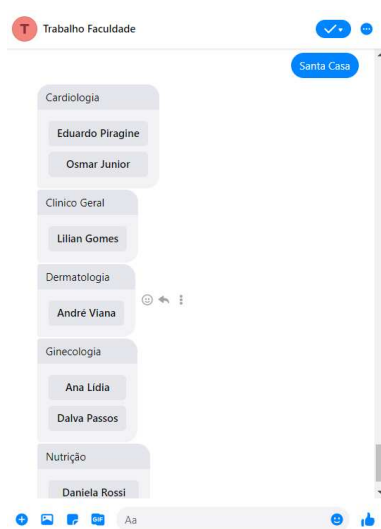 T
Trabalho Faculdade
Santa Casa
Cardiologia
Eduardo Piragine
Osmar Junior
Clinico Geral
Lilian Gomes
Dermatologia
André Viana
Ginecologia
Ana Lídia
Dalva Passos
Nutrição
Daniela Rossi
GIF
Aa